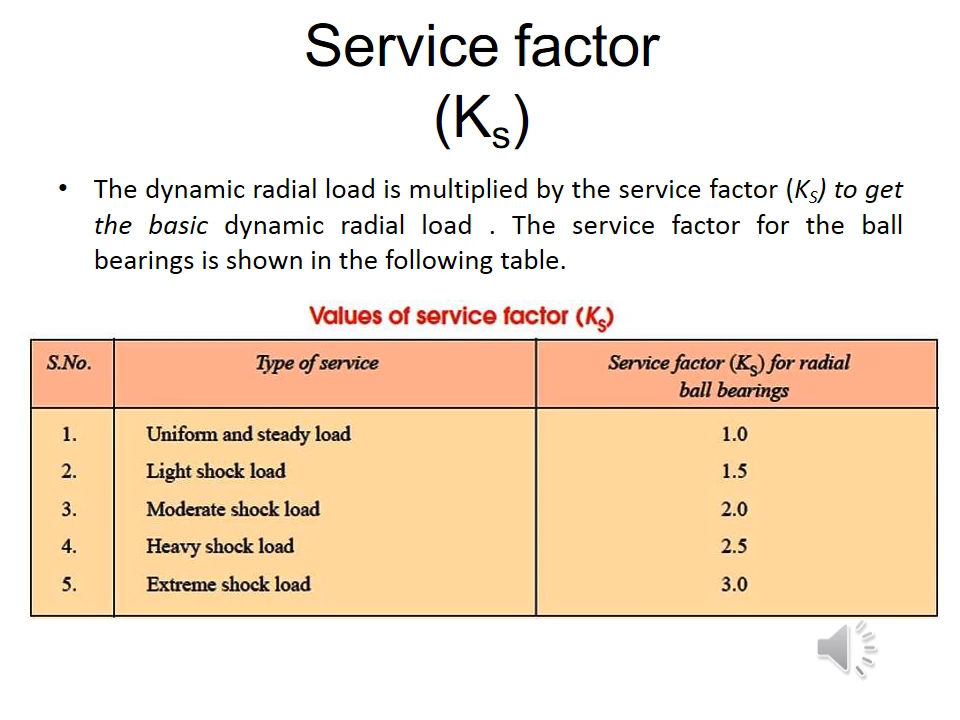 Service factor
(Ks)
• The dynamic radial load is multiplied by the service factor (KS) to get
the basic dynamic radial load . The service factor for the ball
bearings is shown in the following table.
Values of service factor (KS)
S.No. Type of service Service factor (KS) for radial
ball bearings
1. Uniform and steady load 1.0
2. Light shock load 1.5
3. Moderate shock load 2.0
4. Heavy shock load 2.5
5. Extreme shock load 3.0